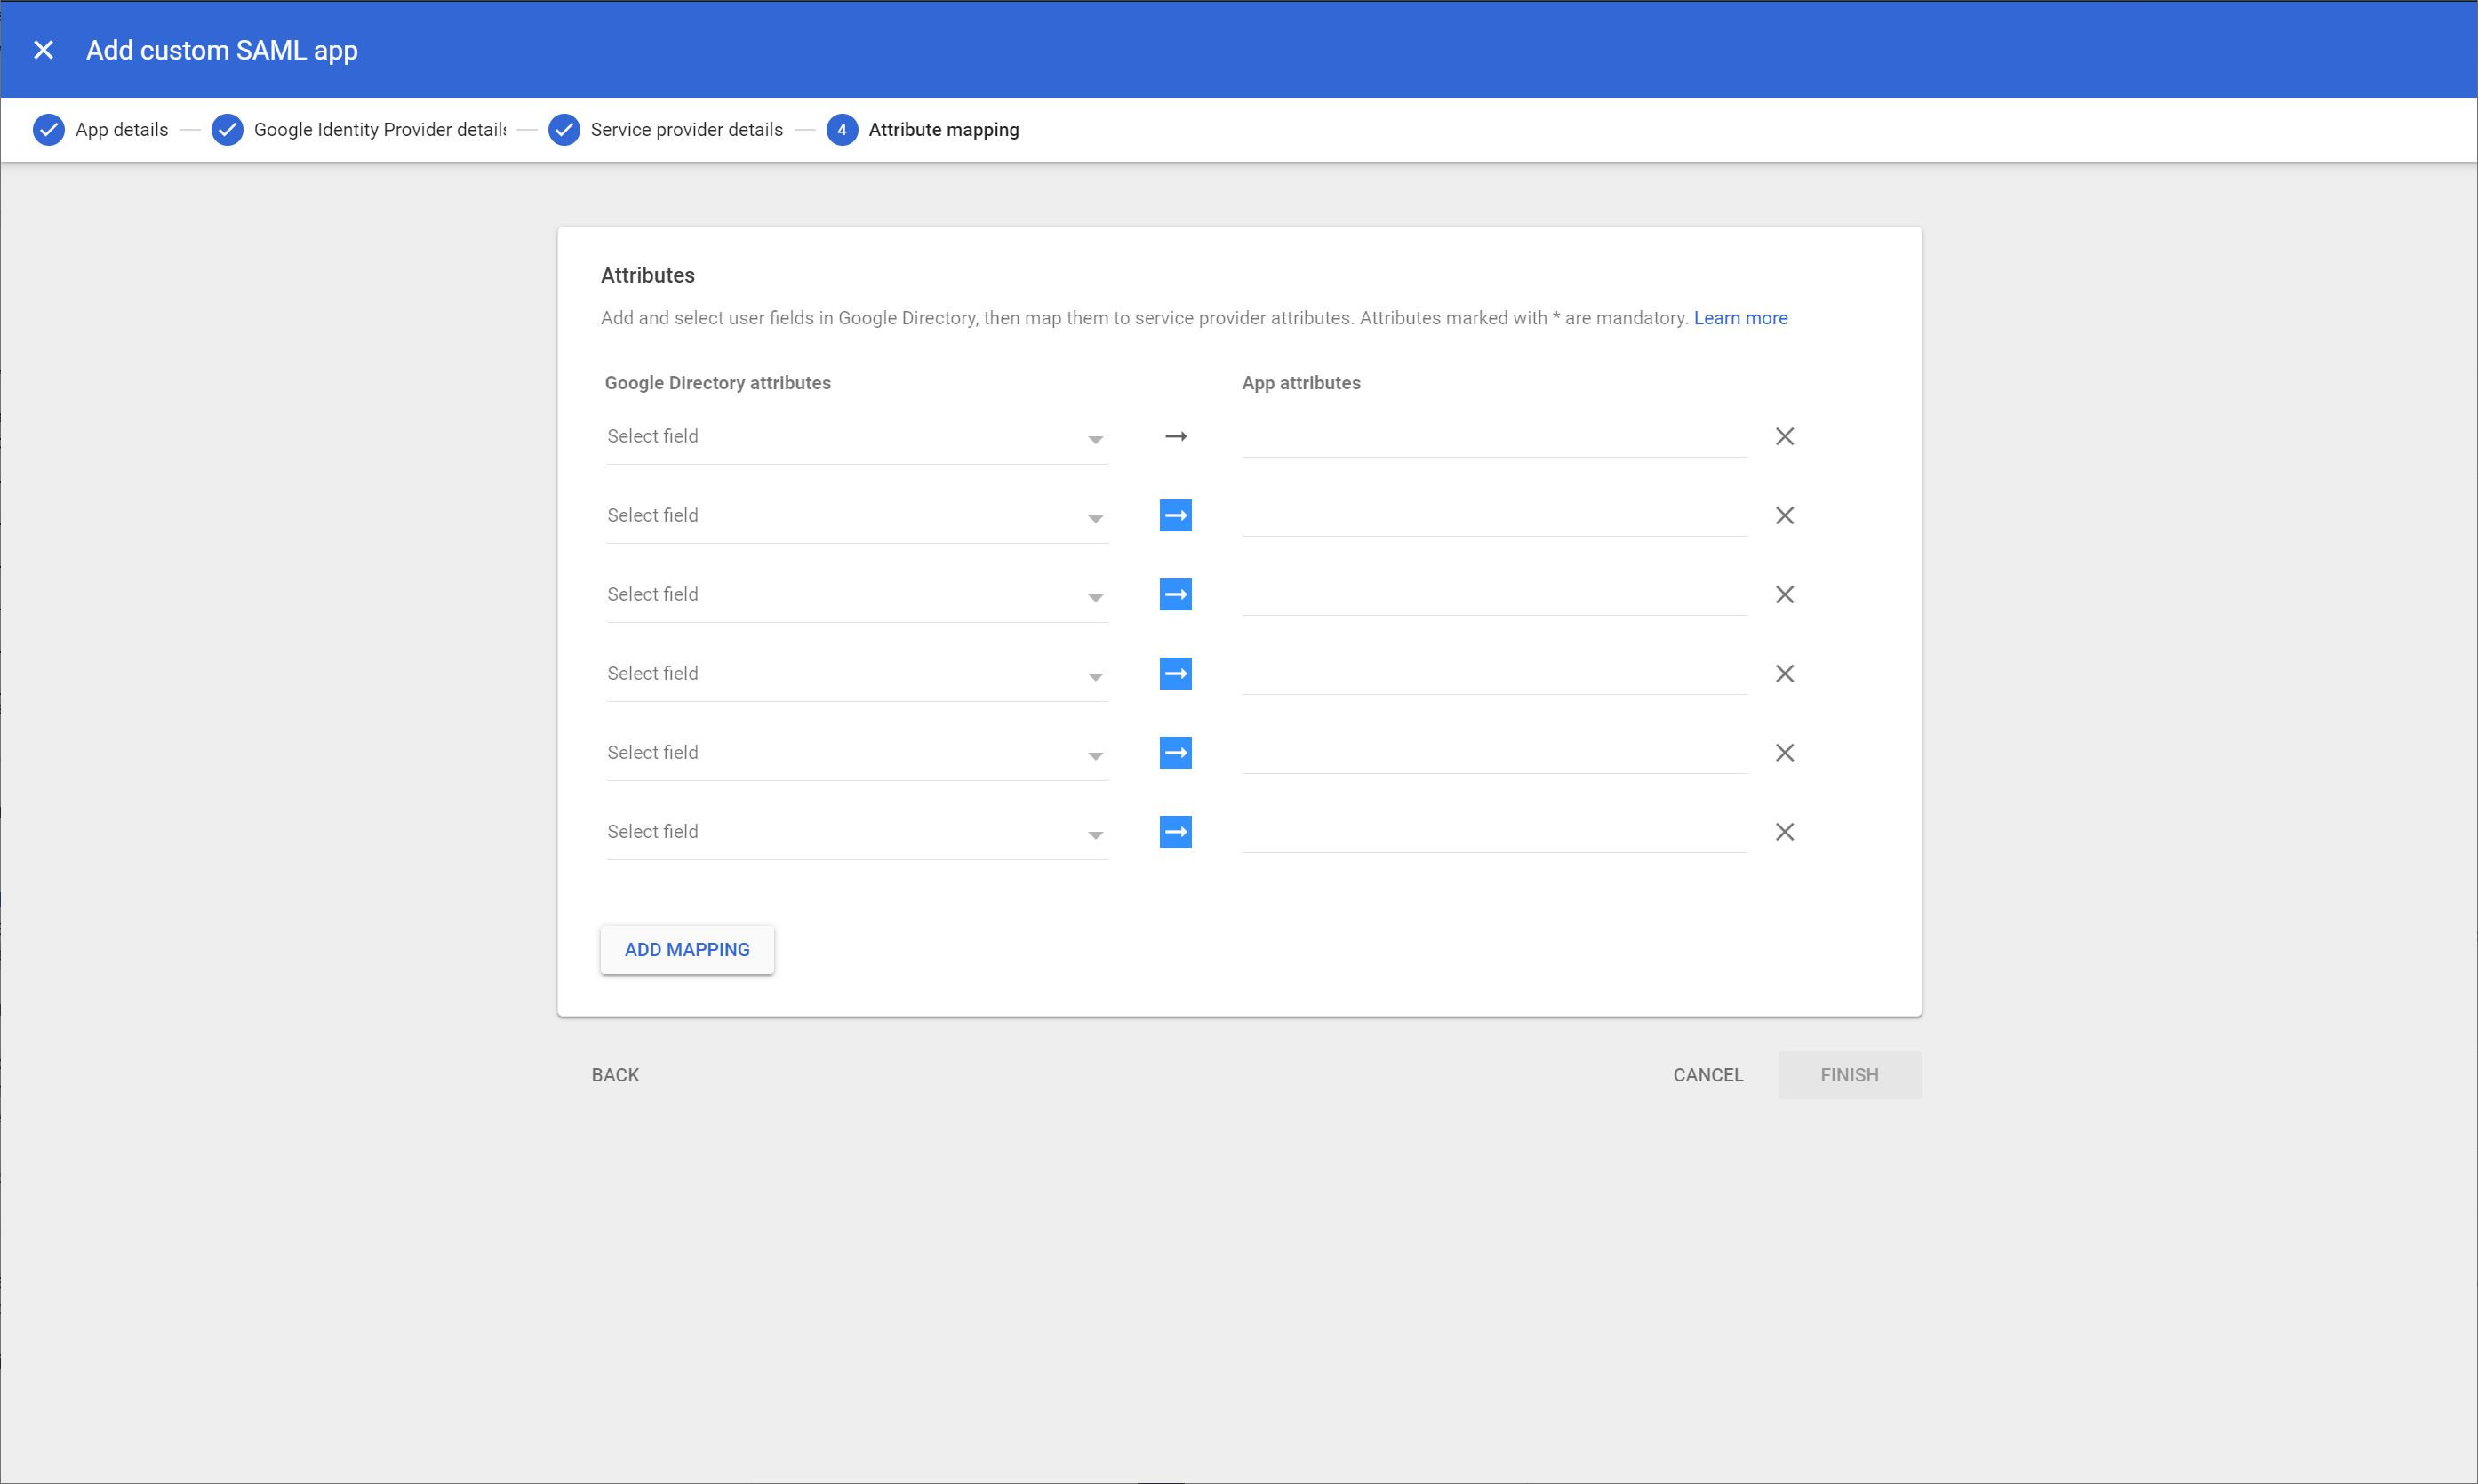 Add custom SAML app
App details
Google Identity Provider details
Service provider details
4 Attribute mapping
Attributes
Add and select user fields in Google Directory, then map them to service provider attributes. Attributes marked with * are mandatory. Learn more
Google Directory attributes App attributes
Select field
Select field
Select field
Select field
Select field
Select field
ADD MAPPING
BACK CANCEL FINISH